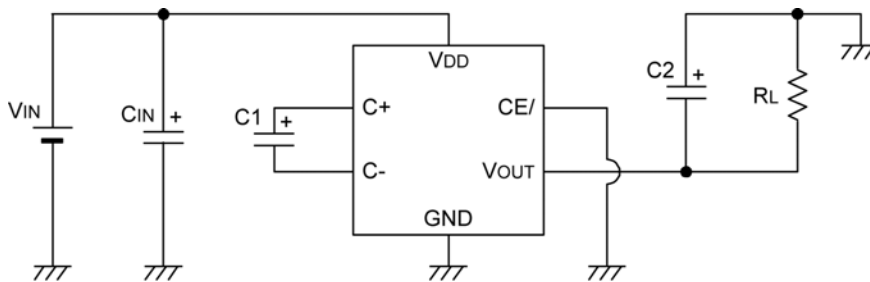 VIN
CIN
+
C1
+
VDD
C+
CE/
C-
VOUT
GND
C2
+
RL